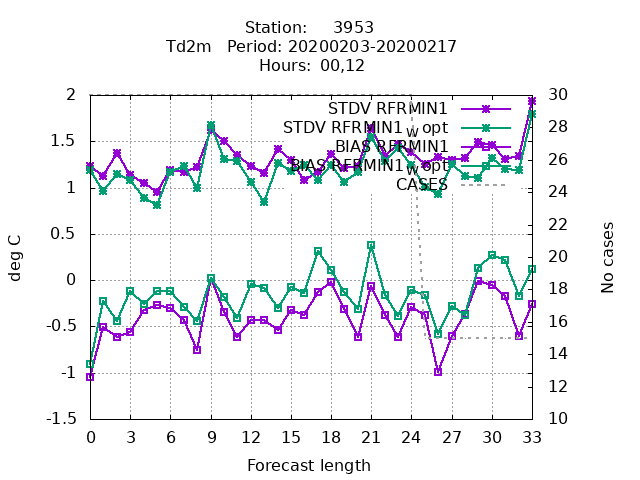 Station: 3953
Td2m Period: 20200203-20200217
Hours: 00,12
STDV RFRMIN1
STDV RFRMIN1_W opt
BIAS RFRMIN1
BIAS RFRMIN1_W opt
CASES
2
1.5
1
0.5
0
-0.5
-1
-1.5
deg C
30
28
26
24
22
20
18
16
14
12
10
No cases
0 3 6 9 12 15 18 21 24 27 30 33
Forecast length